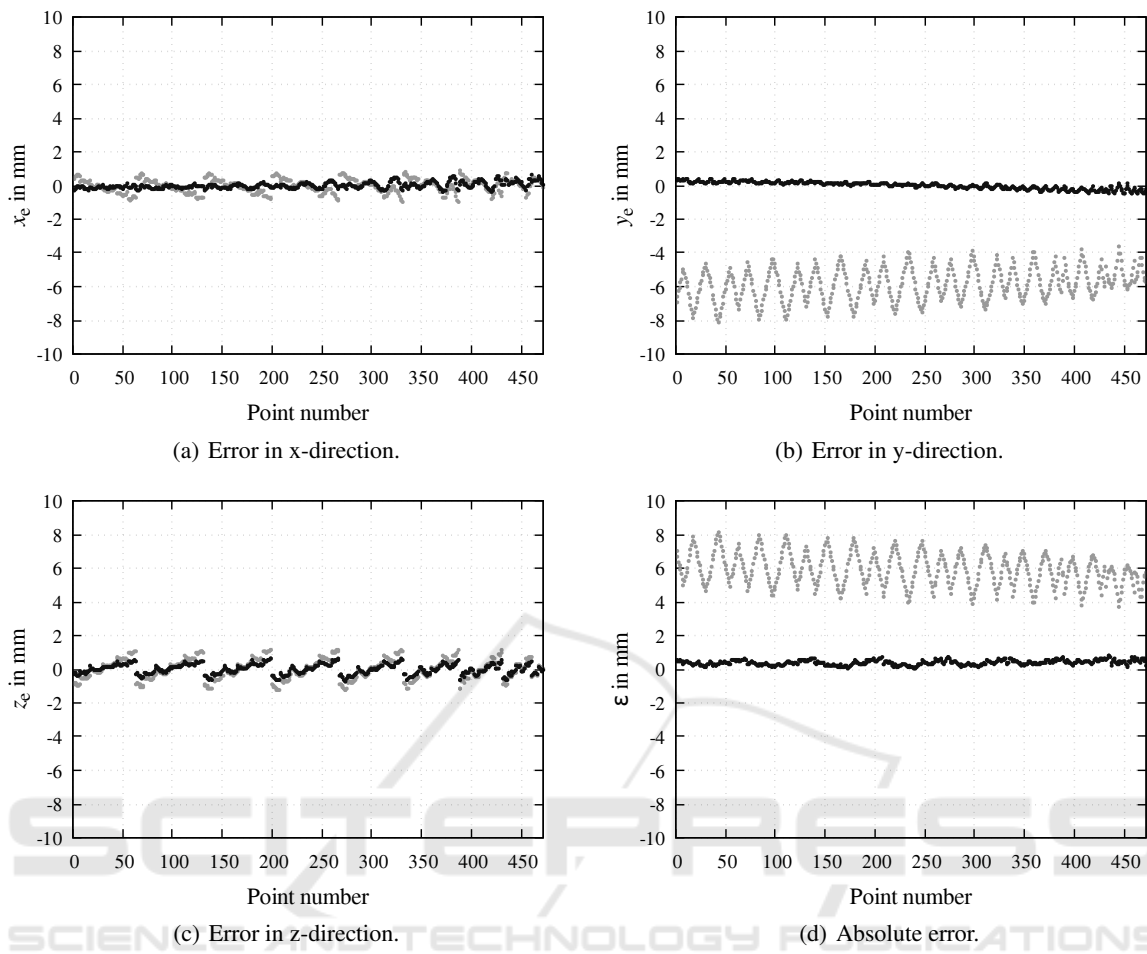 10
8
6
4
2
0
-2
-4
-6
-8
-10
x_e in mm
0 50 100 150 200 250 300 350 400 450
Point number
(a) Error in x-direction.
10
8
6
4
2
0
-2
-4
-6
-8
-10
y_e in mm
0 50 100 150 200 250 300 350 400 450
Point number
(b) Error in y-direction.
10
8
6
4
2
0
-2
-4
-6
-8
-10
z_e in mm
0 50 100 150 200 250 300 350 400 450
Point number
(c) Error in z-direction.
10
8
6
4
2
0
-2
-4
-6
-8
-10
ε in mm
0 50 100 150 200 250 300 350 400 450
Point number
(d) Absolute error.
SCITEPRESS
SCIENCE AND TECHNOLOGY PUBLICATIONS